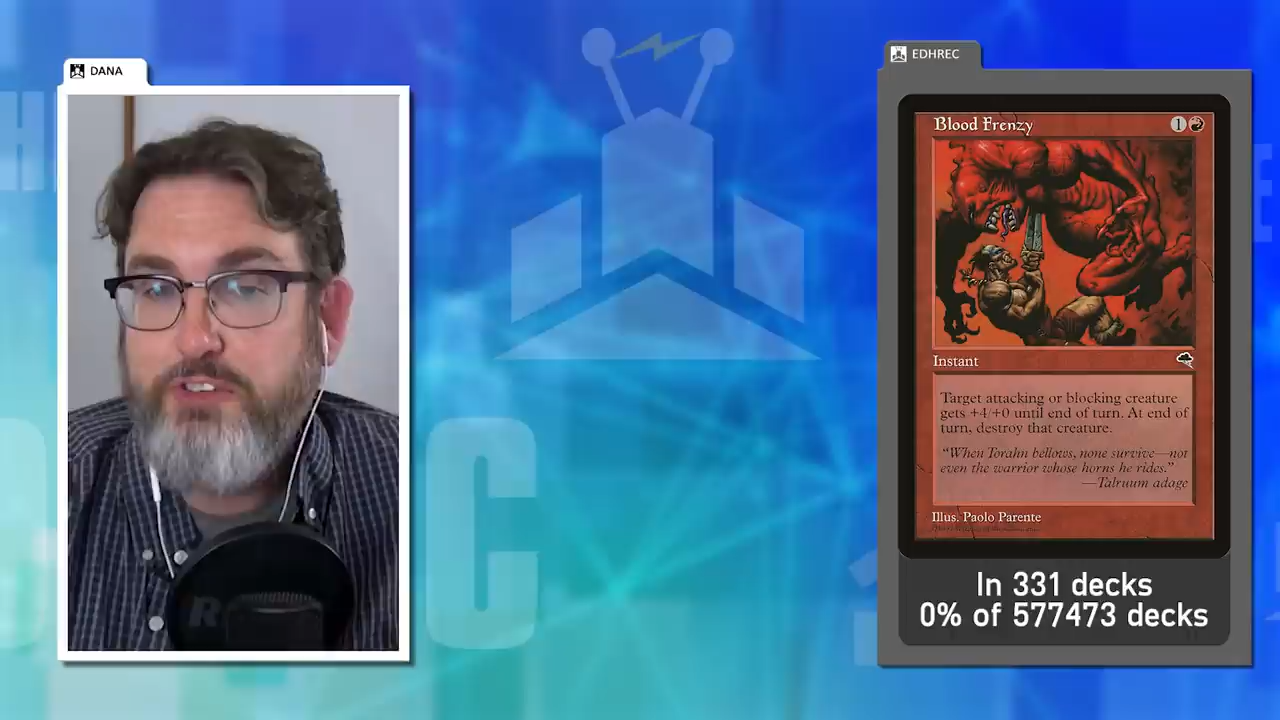 DANA
EDHREC
Blood Frenzy
1
Instant
Target attacking or blocking creature
gets +4/+0 until end of turn. At end of
turn, destroy that creature.
“When Torahn bellows, none survive—not
even the warrior whose horns he rides.”
—Talruum adage
Illus. Paolo Parente
In 331 decks
0% of 577473 decks
R
C